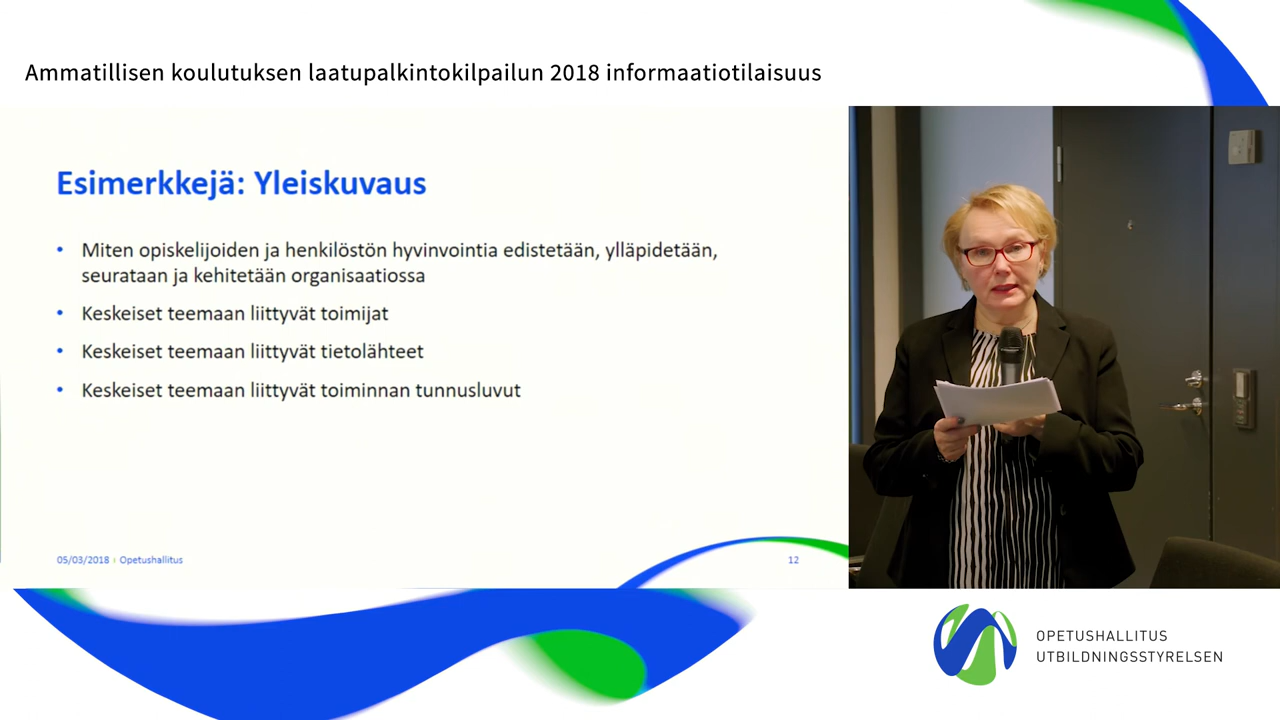 Ammatillisen koulutuksen laatupalkintokilpailun 2018 informaatiotilaisuus
Esimerkkejä: Yleiskuvaus
• Miten opiskelijoiden ja henkilöstön hyvinvointia edistetään, ylläpidetään,
seurataan ja kehitetään organisaatiossa
• Keskeiset teemaan liittyvät toimijat
• Keskeiset teemaan liittyvät tietolähteet
• Keskeiset teemaan liittyvät toiminnan tunnusluvut
05/03/2018 | Opetushallitus
12
OPETUSHALLITUS
UTBILDNINGSSTYRELSEN